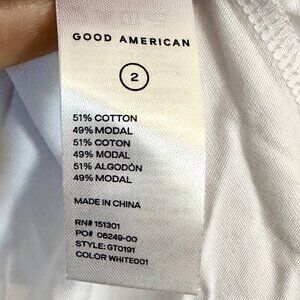 GOOD AMERICAN
2
51% COTTON
49% MODAL
51% COTON
49% MODAL
51% ALGODÓN
49% MODAL
MADE IN CHINA
RN# 151301
PO# 06249-00
STYLE: GT0191
COLOR WHITE001